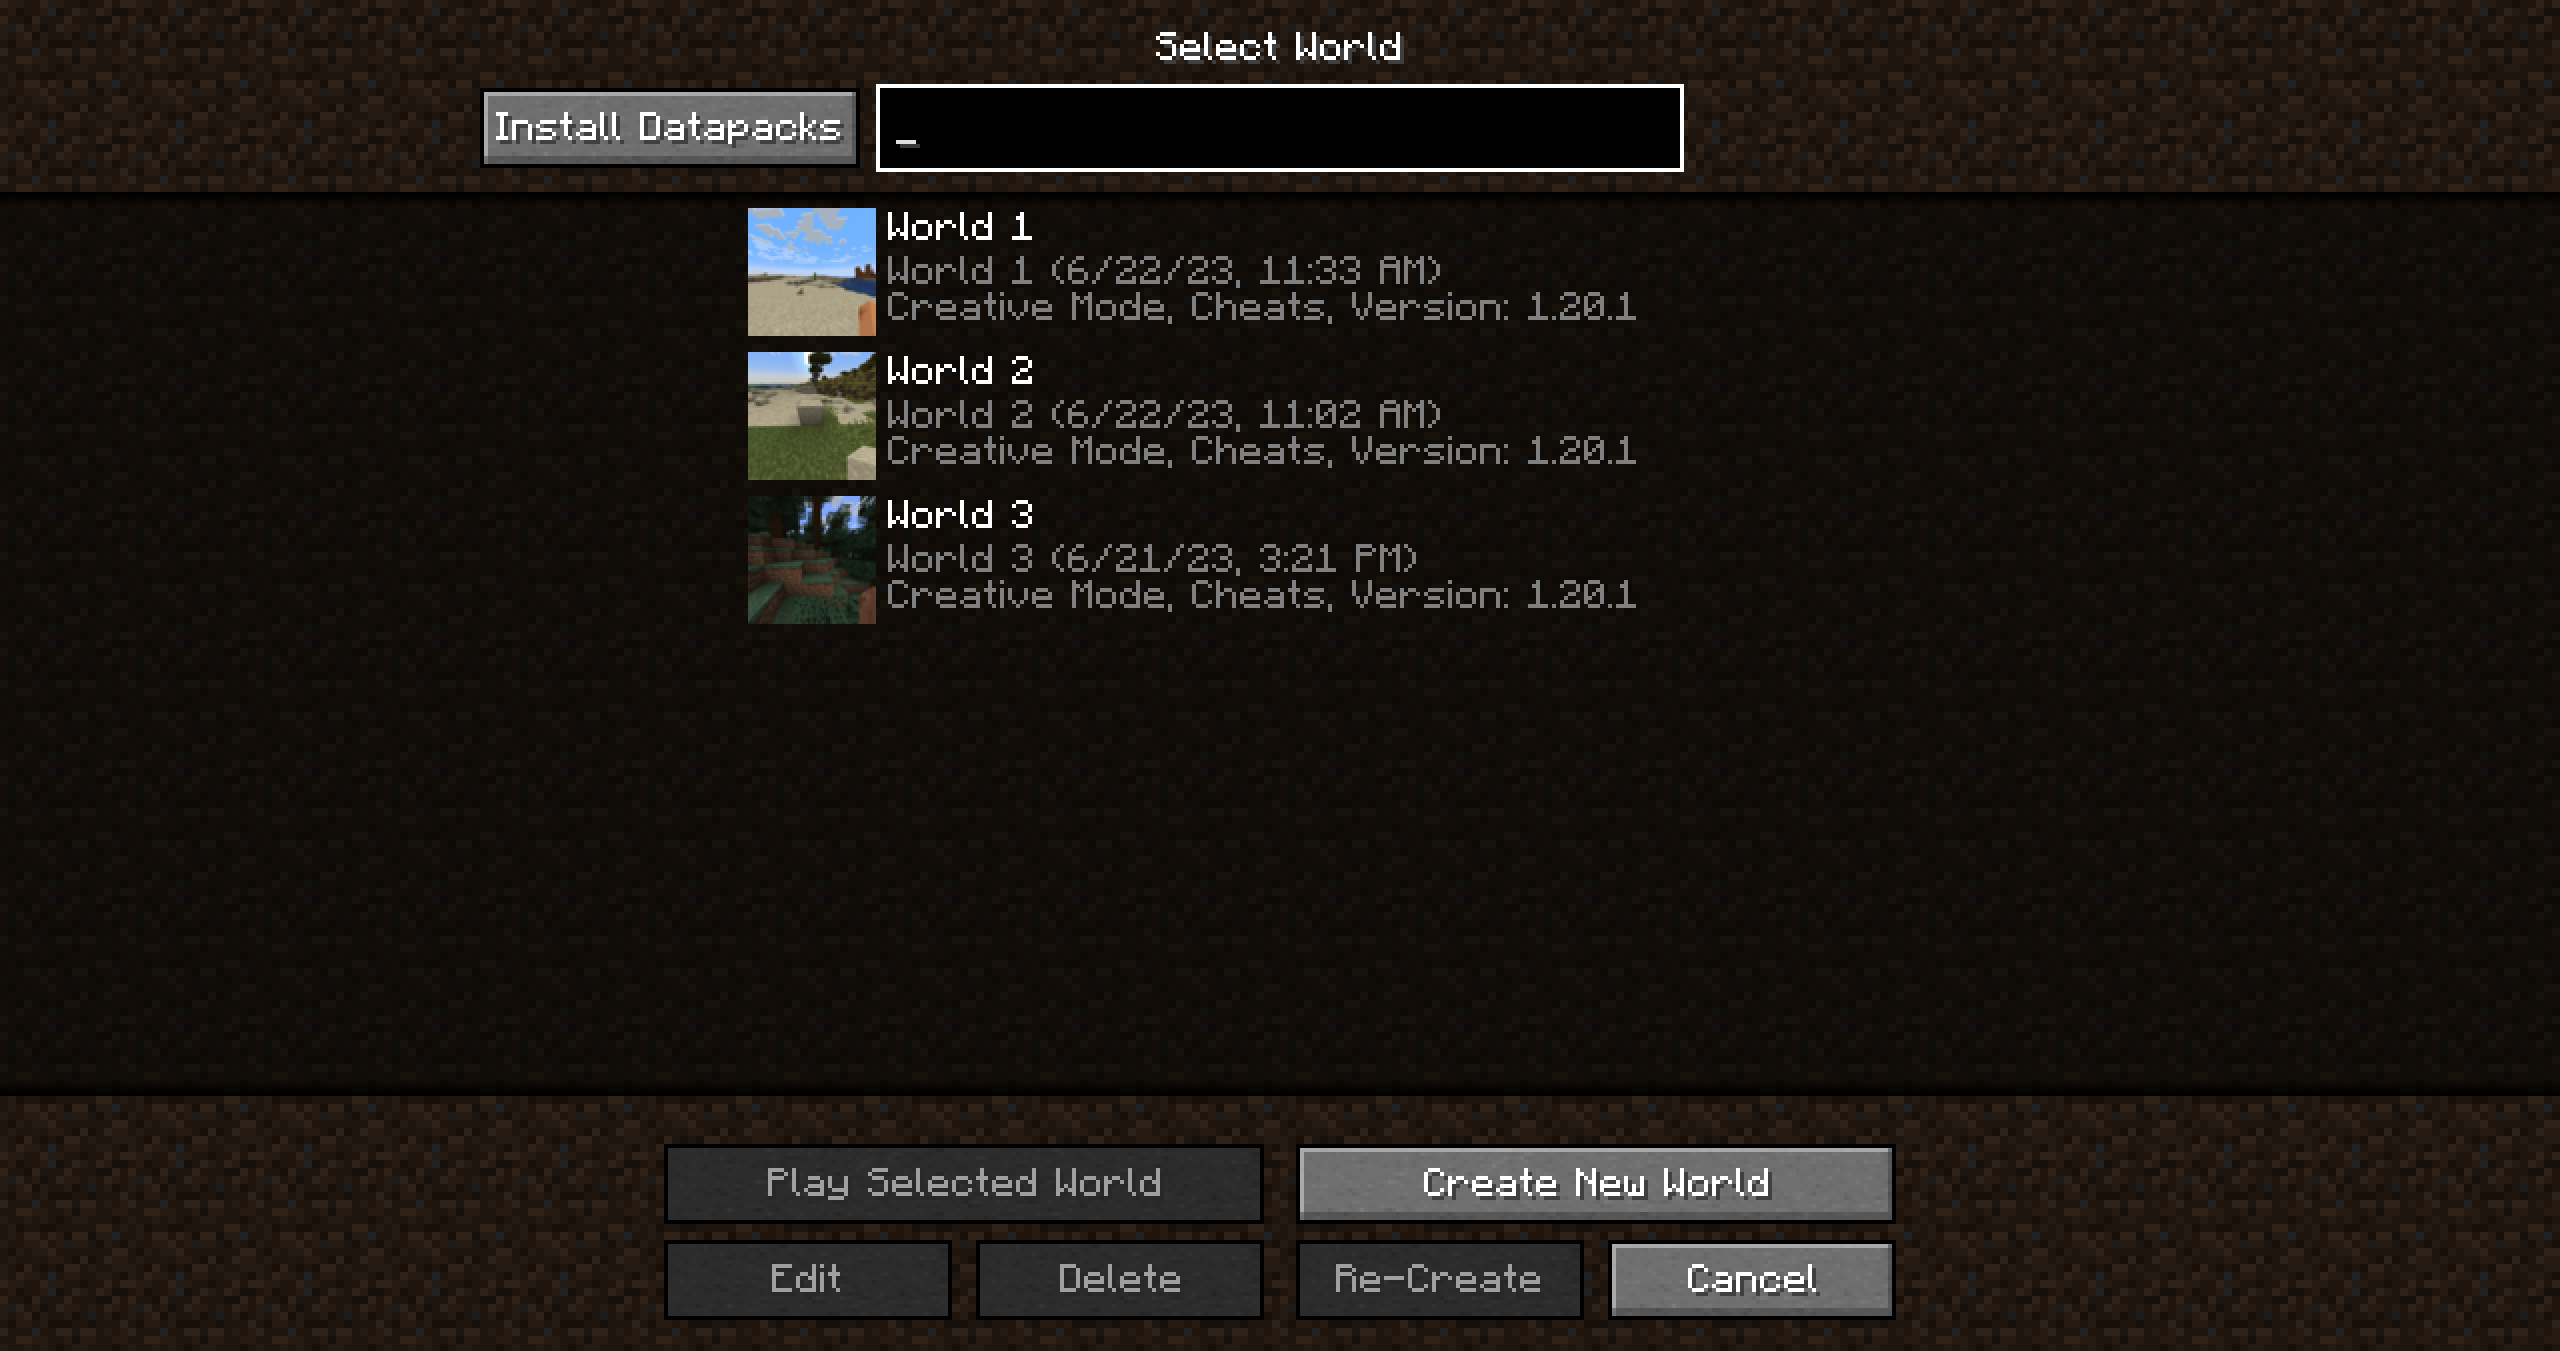 Select World
Install Datapacks
_
World 1
World 1 (6/22/23, 11:33 AM)
Creative Mode, Cheats, Version: 1.20.1
World 2
World 2 (6/22/23, 11:02 AM)
Creative Mode, Cheats, Version: 1.20.1
World 3
World 3 (6/21/23, 3:21 PM)
Creative Mode, Cheats, Version: 1.20.1
Play Selected World
Create New World
Edit
Delete
Re-Create
Cancel